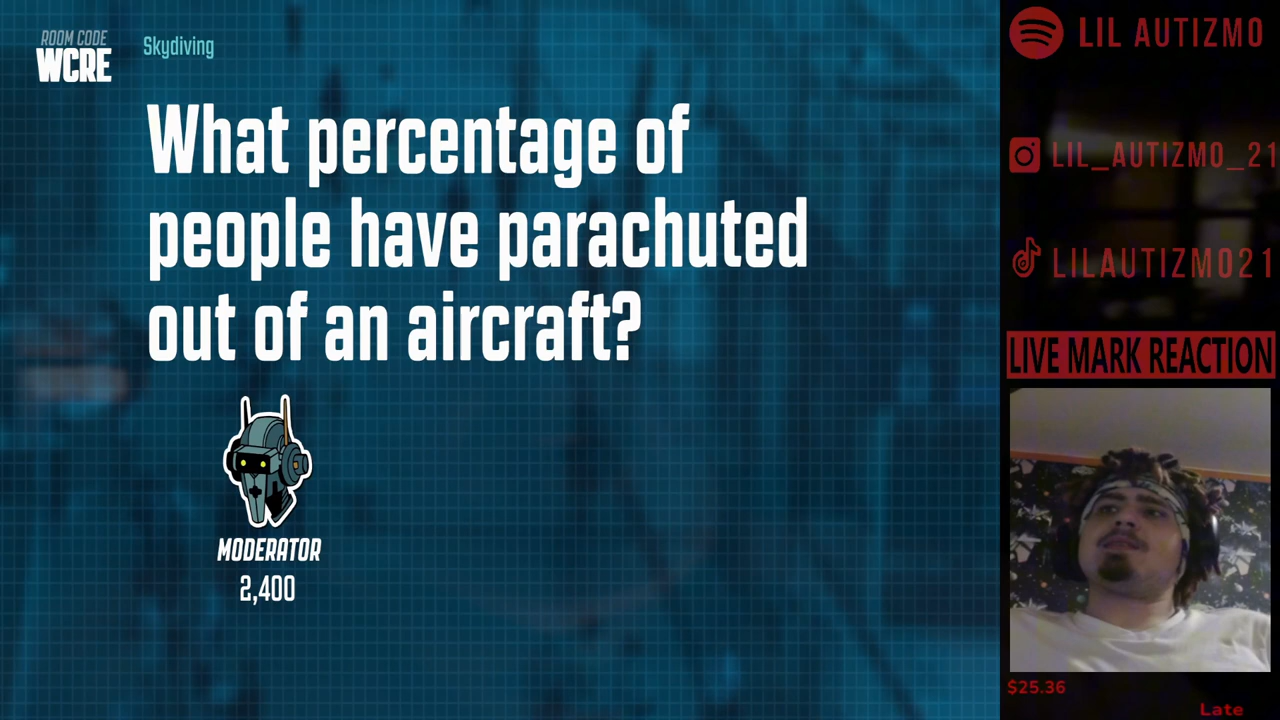 ROOM CODE
WCRE
Skydiving
What percentage of
people have parachuted
out of an aircraft?
MODERATOR
2,400
LIL AUTIZMO
LIL_AUTIZMO_21
LILAUTIZMO21
LIVE MARK REACTION
$25.36
Late